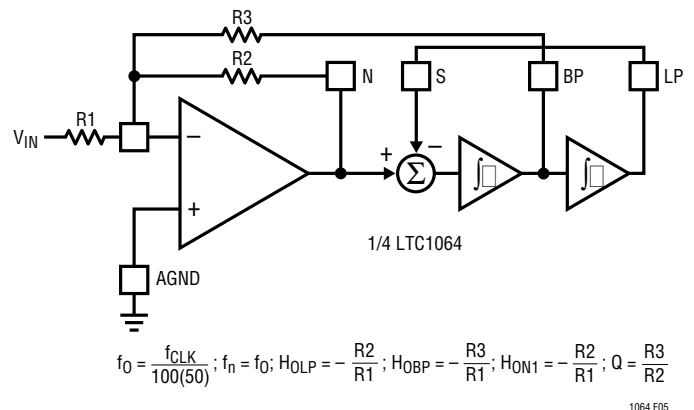 R3
R2
N
S
BP
LP
R1
V_IN
−
+
+
−
Σ
∫
∫
1/4 LTC1064
AGND
f_O = f_CLK / 100(50) ; f_n = f_O; H_OLP = − R2 / R1 ; H_OBP = − R3 / R1 ; H_ON1 = − R2 / R1 ; Q = R3 / R2
1064 F05